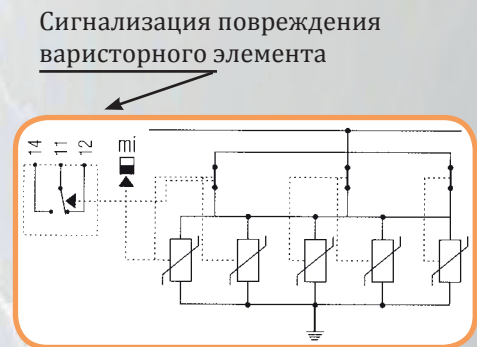 Сигнализация повреждения
варисторного элемента
14 11 12 mi